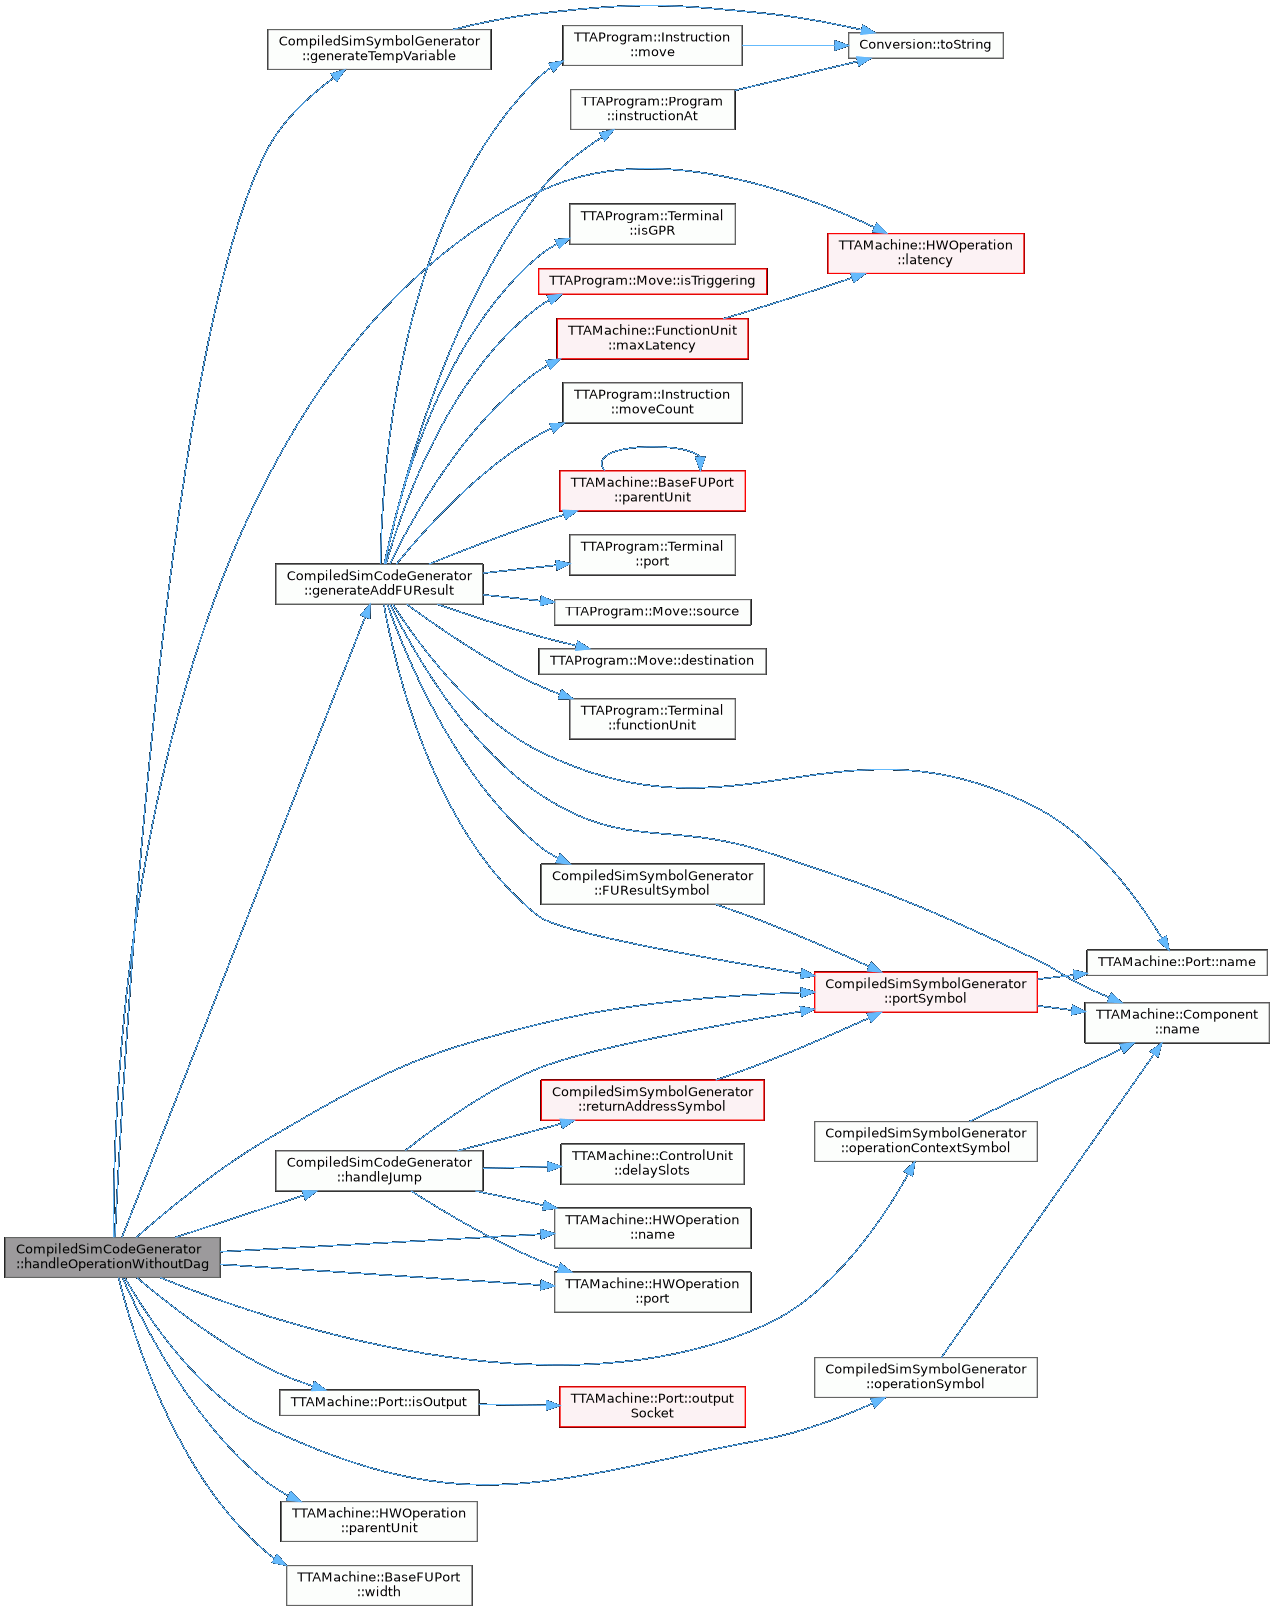 CompiledSimSymbolGenerator
::generateTempVariable
TTAProgram::Instruction
::move
Conversion::toString
TTAProgram::Program
::instructionAt
TTAProgram::Terminal
::isGPR
TTAMachine::HWOperation
::latency
TTAProgram::Move::isTriggering
TTAMachine::FunctionUnit
::maxLatency
TTAProgram::Instruction
::moveCount
TTAMachine::BaseFUPort
::parentUnit
TTAProgram::Terminal
::port
CompiledSimCodeGenerator
::generateAddFUResult
TTAProgram::Move::source
TTAProgram::Move::destination
TTAProgram::Terminal
::functionUnit
CompiledSimSymbolGenerator
::FUResultSymbol
TTAMachine::Port::name
CompiledSimSymbolGenerator
::portSymbol
TTAMachine::Component
::name
CompiledSimSymbolGenerator
::returnAddressSymbol
CompiledSimSymbolGenerator
::operationContextSymbol
CompiledSimCodeGenerator
::handleJump
TTAMachine::ControlUnit
::delaySlots
TTAMachine::HWOperation
::name
CompiledSimCodeGenerator
::handleOperationWithoutDag
TTAMachine::HWOperation
::port
CompiledSimSymbolGenerator
::operationSymbol
TTAMachine::Port::isOutput
TTAMachine::Port::output
Socket
TTAMachine::HWOperation
::parentUnit
TTAMachine::BaseFUPort
::width